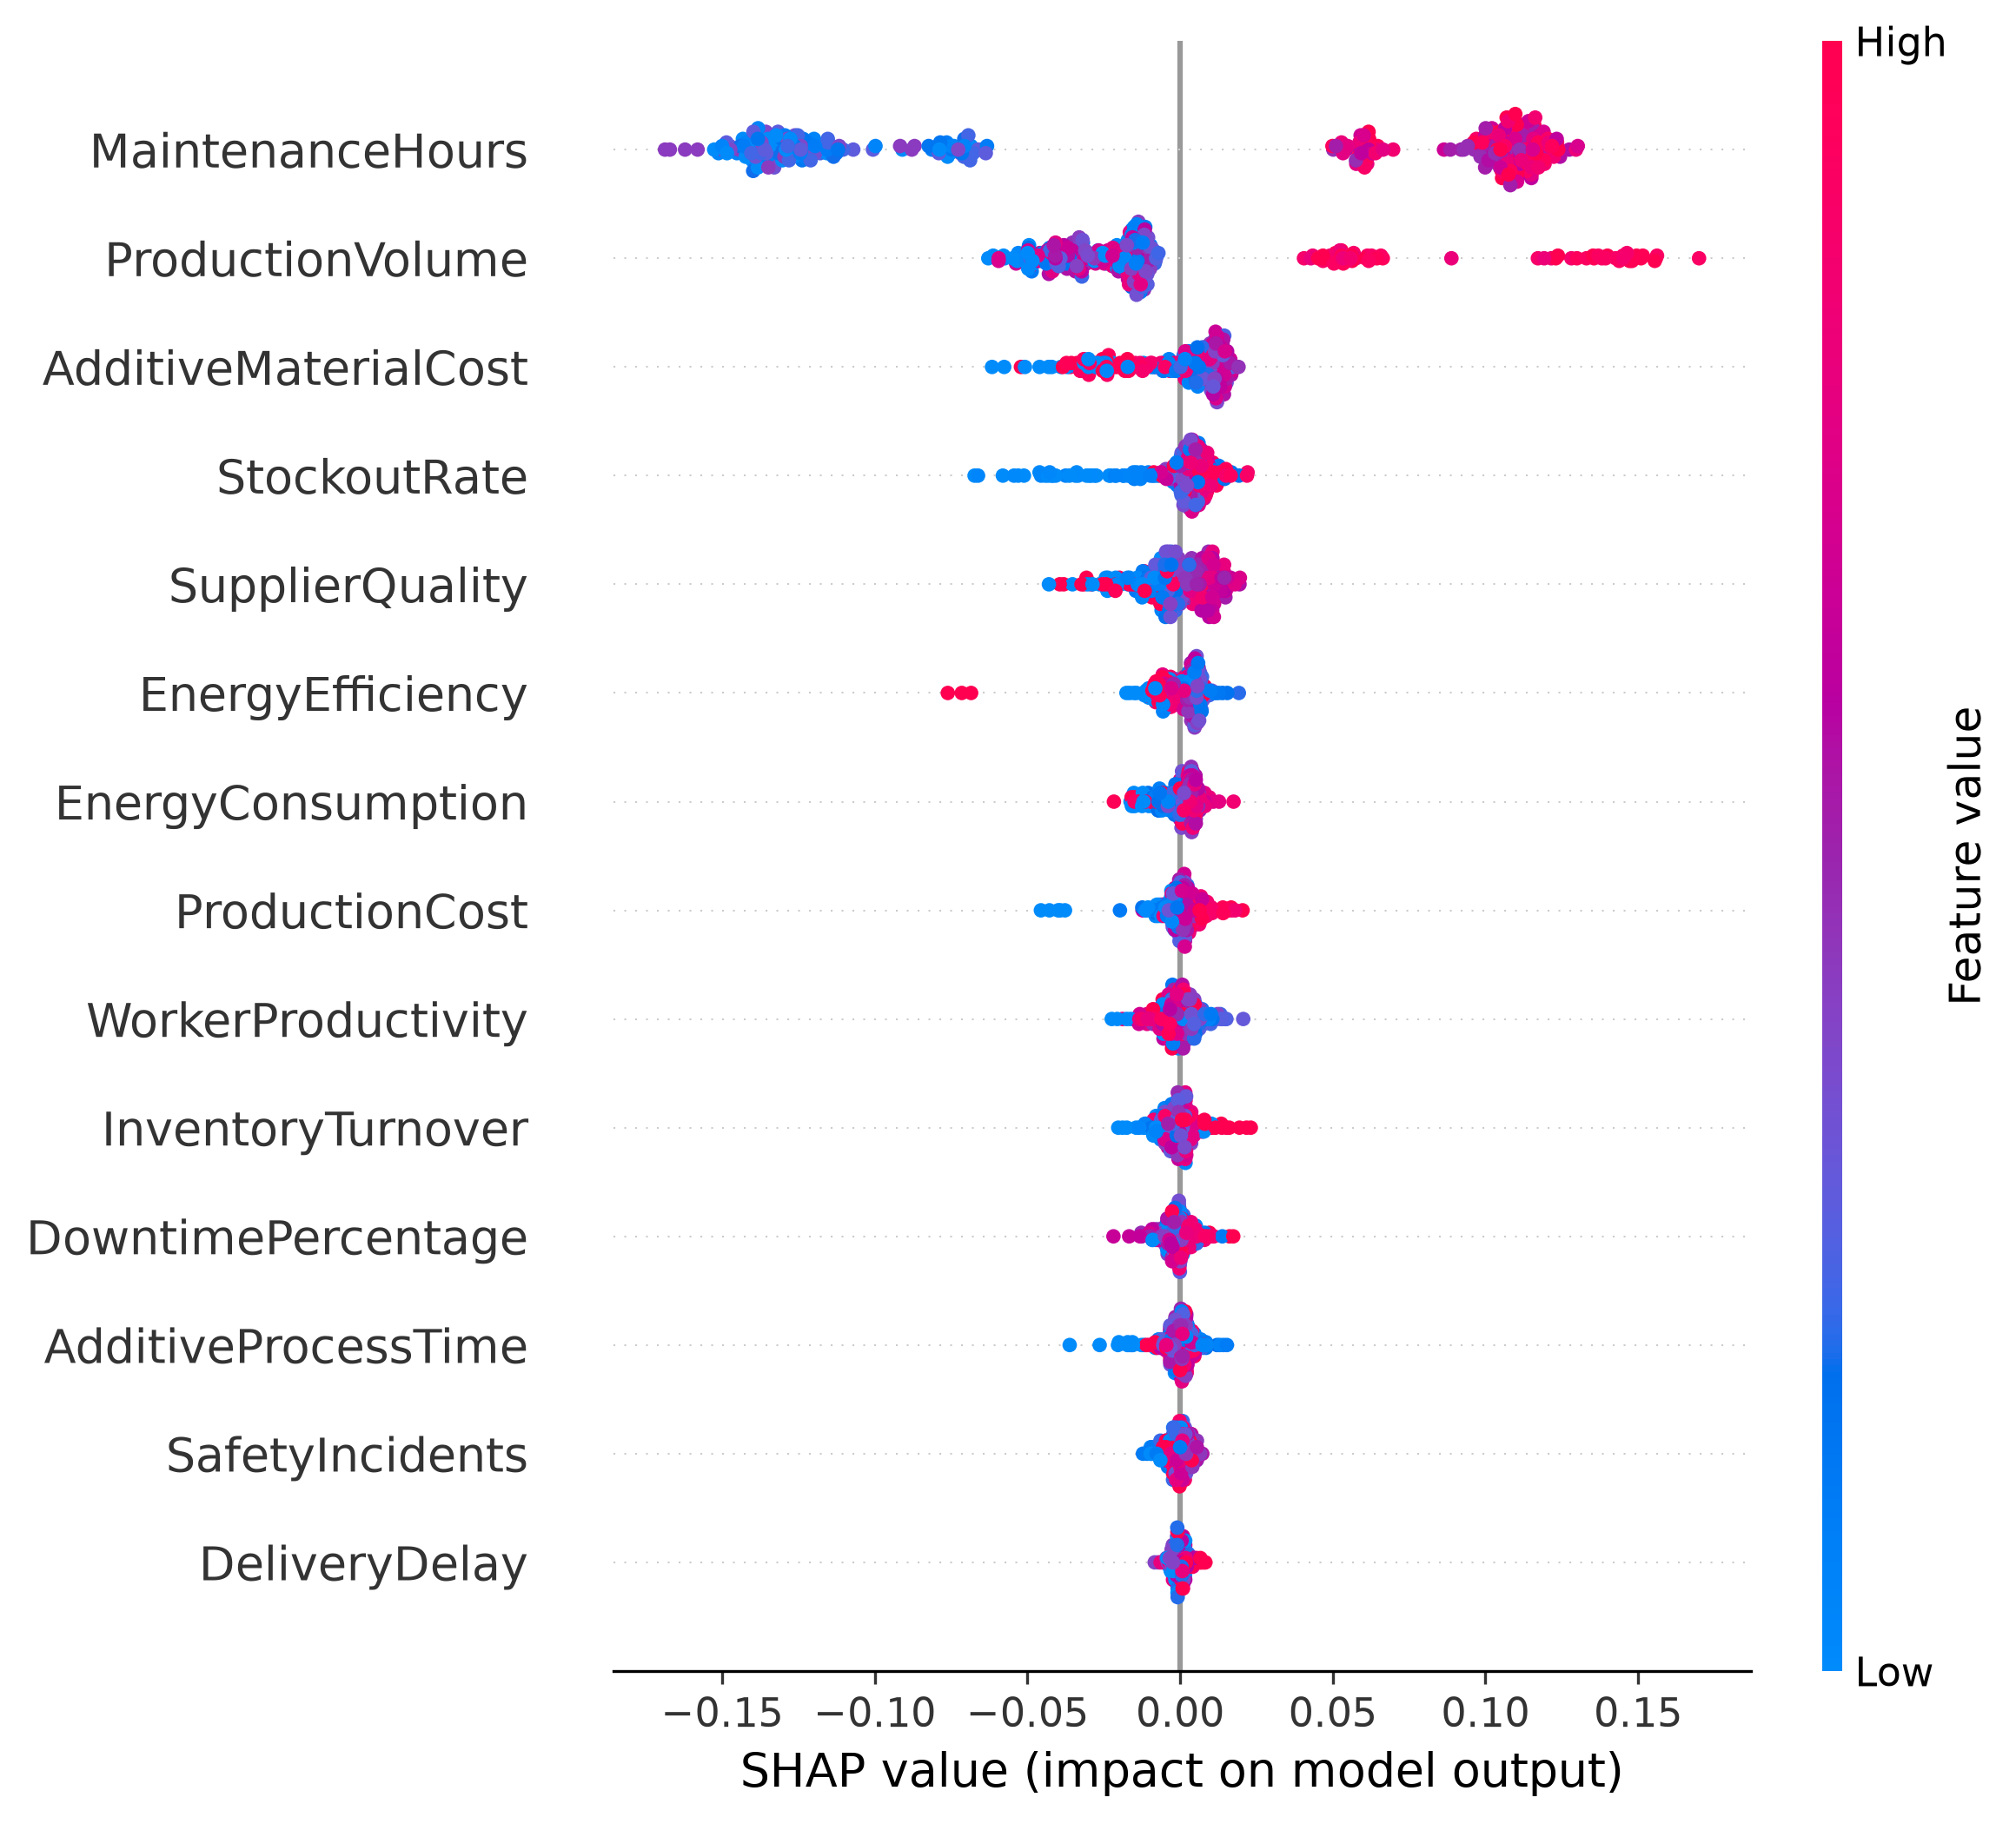 High
MaintenanceHours
ProductionVolume
AdditiveMaterialCost
StockoutRate
SupplierQuality
EnergyEfficiency
EnergyConsumption
ProductionCost
WorkerProductivity
InventoryTurnover
DowntimePercentage
AdditiveProcessTime
SafetyIncidents
DeliveryDelay
Feature value
Low
−0.15 −0.10 −0.05 0.00 0.05 0.10 0.15
SHAP value (impact on model output)